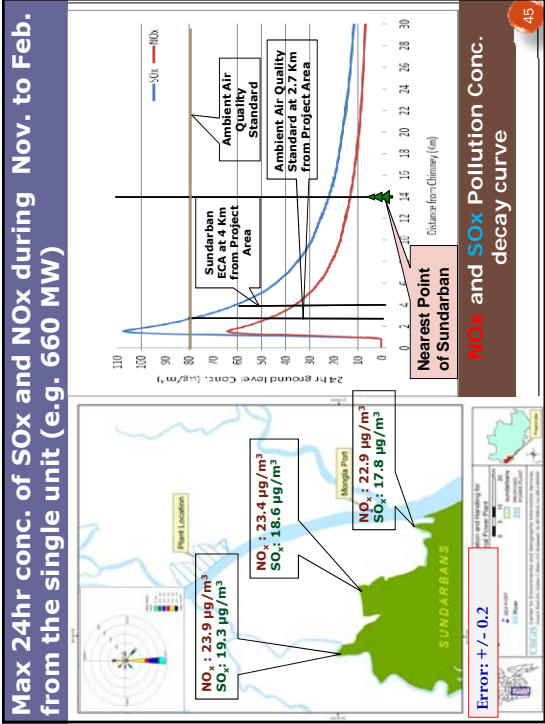 Max 24hr conc. of SOx and NOx during Nov. to Feb.
from the single unit (e.g. 660 MW)
Plant Location
Mongla Port
NOx : 23.9 µg/m³
SOx: 19.3 µg/m³
NOx : 23.4 µg/m³
SOx: 18.6 µg/m³
NOx : 22.9 µg/m³
SOx: 17.8 µg/m³
SUNDARBANS
Error: +/- 0.2
CEGIS
River
24 hr ground level Conc. (µg/m³)
110
100
90
80
70
60
50
40
30
20
10
0
SOx
NOx
Ambient Air
Quality
Standard
Ambient Air Quality
Standard at 2.7 Km
from Project Area
Sundarban
ECA at 4 Km
from Project
Area
0 2 4 6 8 10 12 14 16 18 20 22 24 26 28 30
Distance from Chimney (Km)
Nearest Point
of Sundarban
NOx and SOx Pollution Conc.
decay curve
45